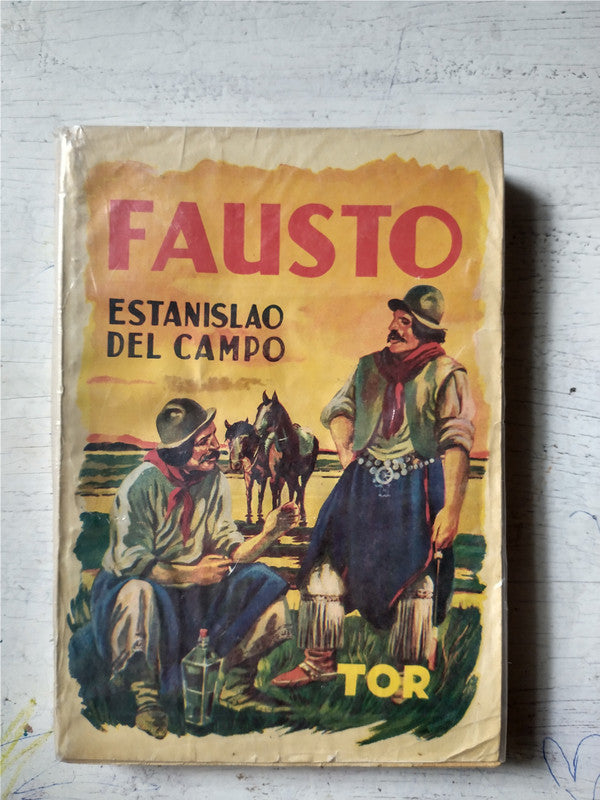 FAUSTO
ESTANISLAO
DEL CAMPO
TOR